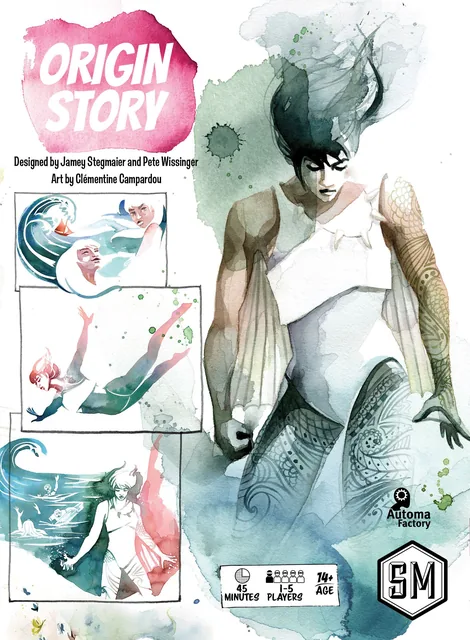 ORIGIN
STORY
Designed by Jamey Stegmaier and Pete Wissinger
Art by Clémentine Campardou
Automa
Factory
45
MINUTES
1-5
PLAYERS
14+
AGE
SM